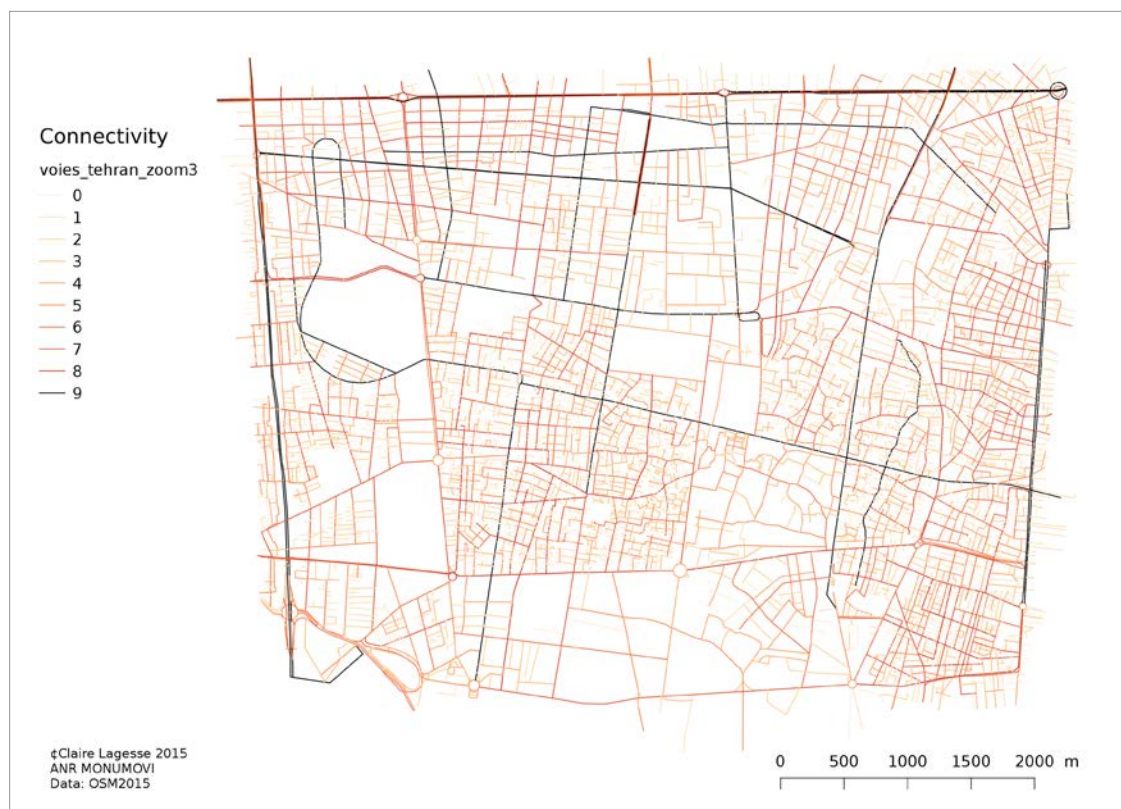 Connectivity
voies_tehran_zoom3
0
1
2
3
4
5
6
7
8
9
¢Claire Lagesse 2015
ANR MONUMOVI
Data: OSM2015
0 500 1000 1500 2000 m